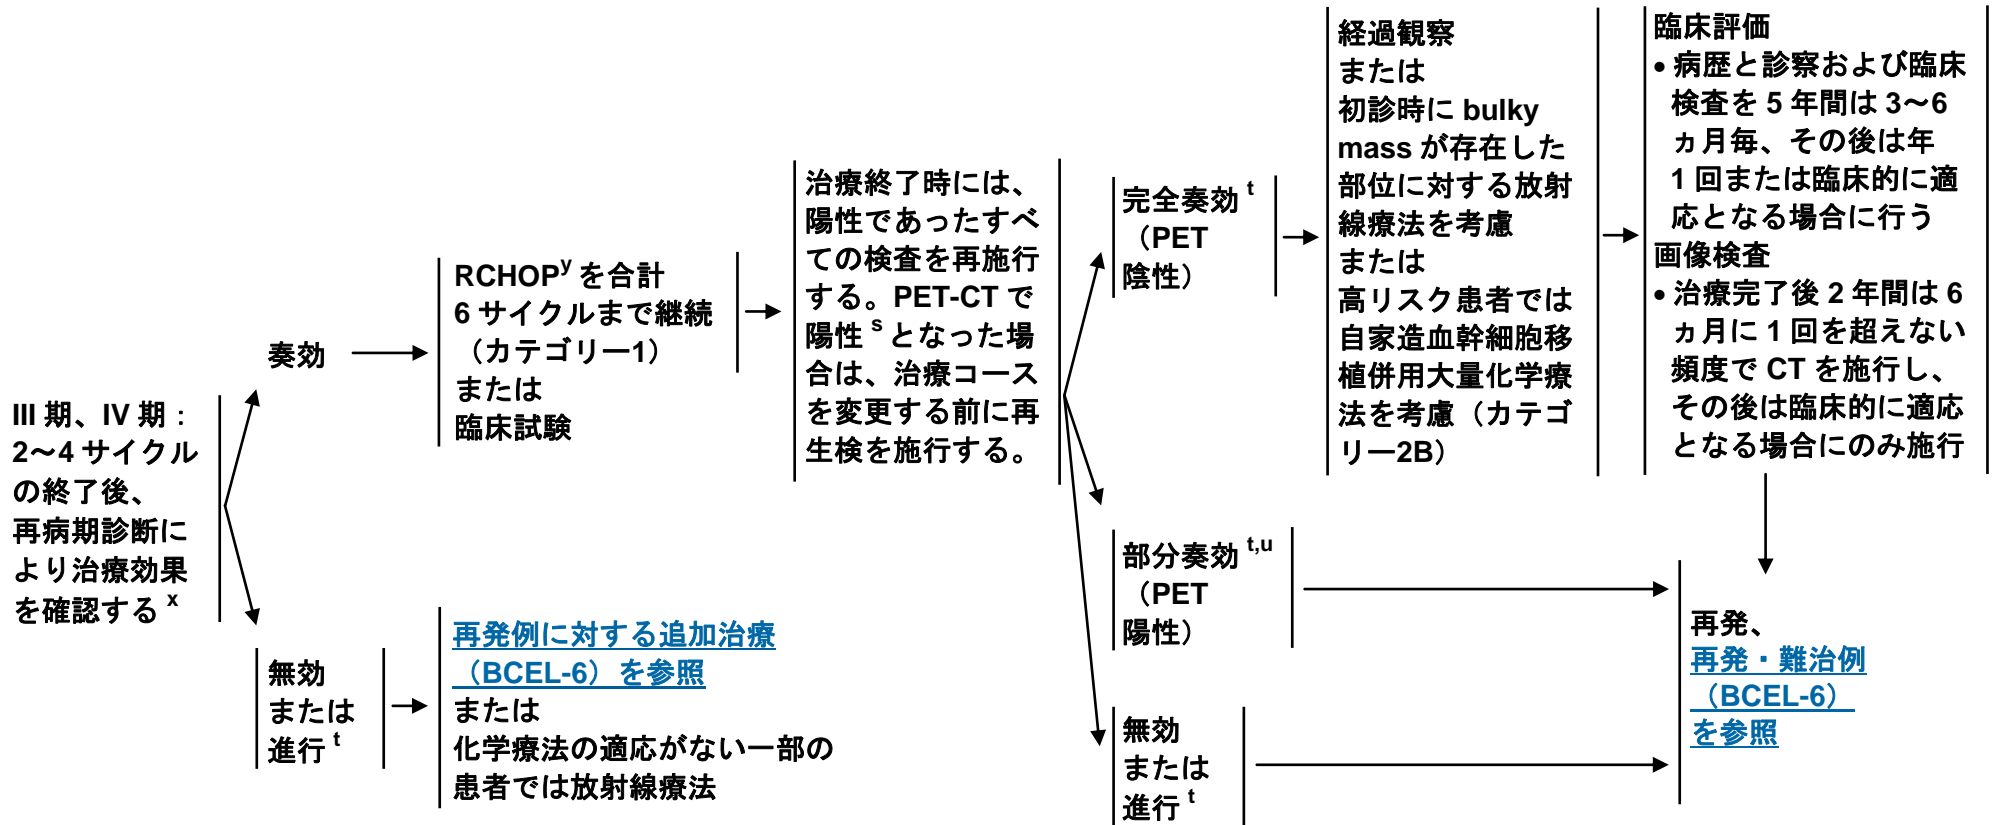 III 期、IV 期：
2～4 サイクル
の終了後、
再病期診断に
より治療効果
を確認する x
奏効
無効
または
進行 t
RCHOPy を合計
6 サイクルまで継続
（カテゴリー1）
または
臨床試験
再発例に対する追加治療
（BCEL-6）を参照
または
化学療法の適応がない一部の
患者では放射線療法
治療終了時には、
陽性であったすべ
ての検査を再施行
する。PET-CT で
陽性 s となった場
合は、治療コース
を変更する前に再
生検を施行する。
完全奏効 t
（PET
陰性）
部分奏効 t,u
（PET
陽性）
無効
または
進行 t
経過観察
または
初診時に bulky
mass が存在した
部位に対する放射
線療法を考慮
または
高リスク患者では
自家造血幹細胞移
植併用大量化学療
法を考慮（カテゴ
リー2B）
臨床評価
• 病歴と診察および臨床
検査を 5 年間は 3～6
ヵ月毎、その後は年
1 回または臨床的に適
応となる場合に行う
画像検査
• 治療完了後 2 年間は 6
ヵ月に 1 回を超えない
頻度で CT を施行し、
その後は臨床的に適応
となる場合にのみ施行
再発、
再発・難治例
（BCEL-6）
を参照